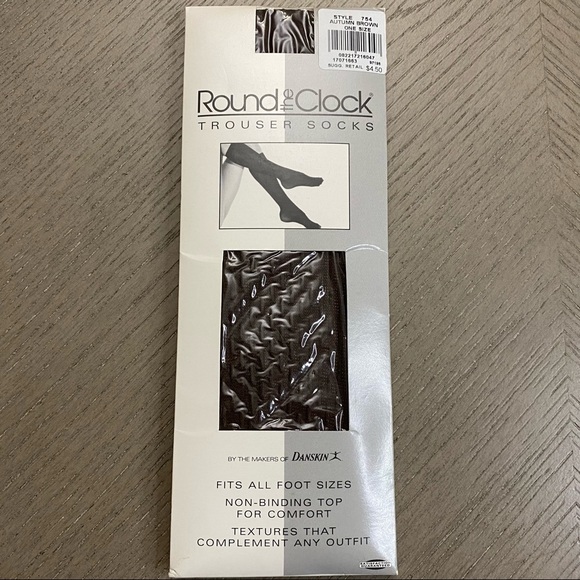 STYLE 754
AUTUMN BROWN
ONE SIZE
17071663
SUGG. RETAIL $4.50
Round the Clock®
TROUSER SOCKS
BY THE MAKERS OF DANSKIN
FITS ALL FOOT SIZES
NON-BINDING TOP
FOR COMFORT
TEXTURES THAT
COMPLEMENT ANY OUTFIT